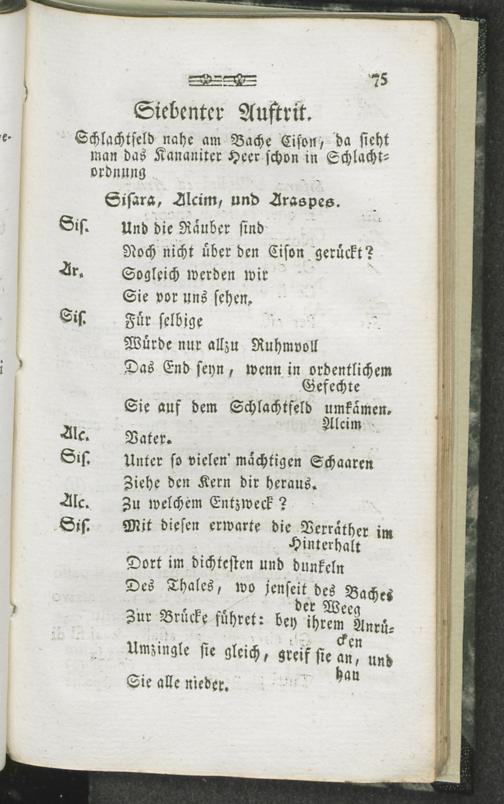 75
Siebenter Auftrit.
Schlachtfeld nahe am Bache Cison, da sieht
man das Kananiter Heer schon in Schlacht-
ordnung
Sisara, Alcim, und Araspes.
Sis. Und die Räuber sind
Noch nicht über den Cison gerückt?
Ar. Sogleich werden wir
Sie vor uns sehen.
Sis. Für selbige
Würde nur allzu Ruhmvoll
Das End seyn, wenn in ordentlichem
Gefechte
Sie auf dem Schlachtfeld umkämen.
Alcim
Alc. Vater.
Sis. Unter so vielen mächtigen Schaaren
Ziehe den Kern dir heraus.
Alc. Zu welchem Entzweck?
Sis. Mit diesen erwarte die Verräther im
Hinterhalt
Dort im dichtesten und dunkeln
Des Thales, wo jenseit des Baches
der Weeg
Zur Brücke führet: bey ihrem Anrü-
cken
Umzingle sie gleich, greif sie an, und
hau
Sie alle nieder.